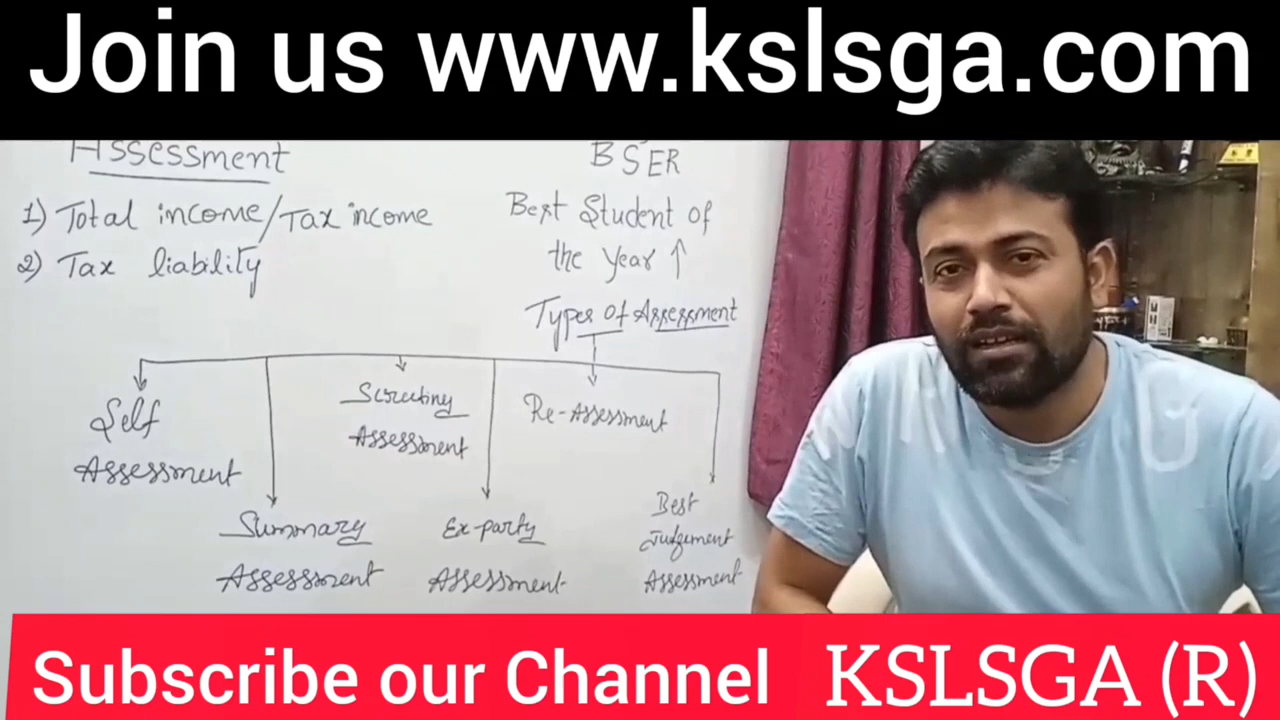 Join us www.kslsga.com
Assessment
1) Total income/Tax income
2) Tax liability
BSER
Best Student of
the Year ↑
Types of Assessment
Self
Assessment
Summary
Assessment
Scrutiny
Assessment
Ex-party
Assessment
Re-Assessment
Best
Judgement
Assessment
Subscribe our Channel KSLSGA (R)